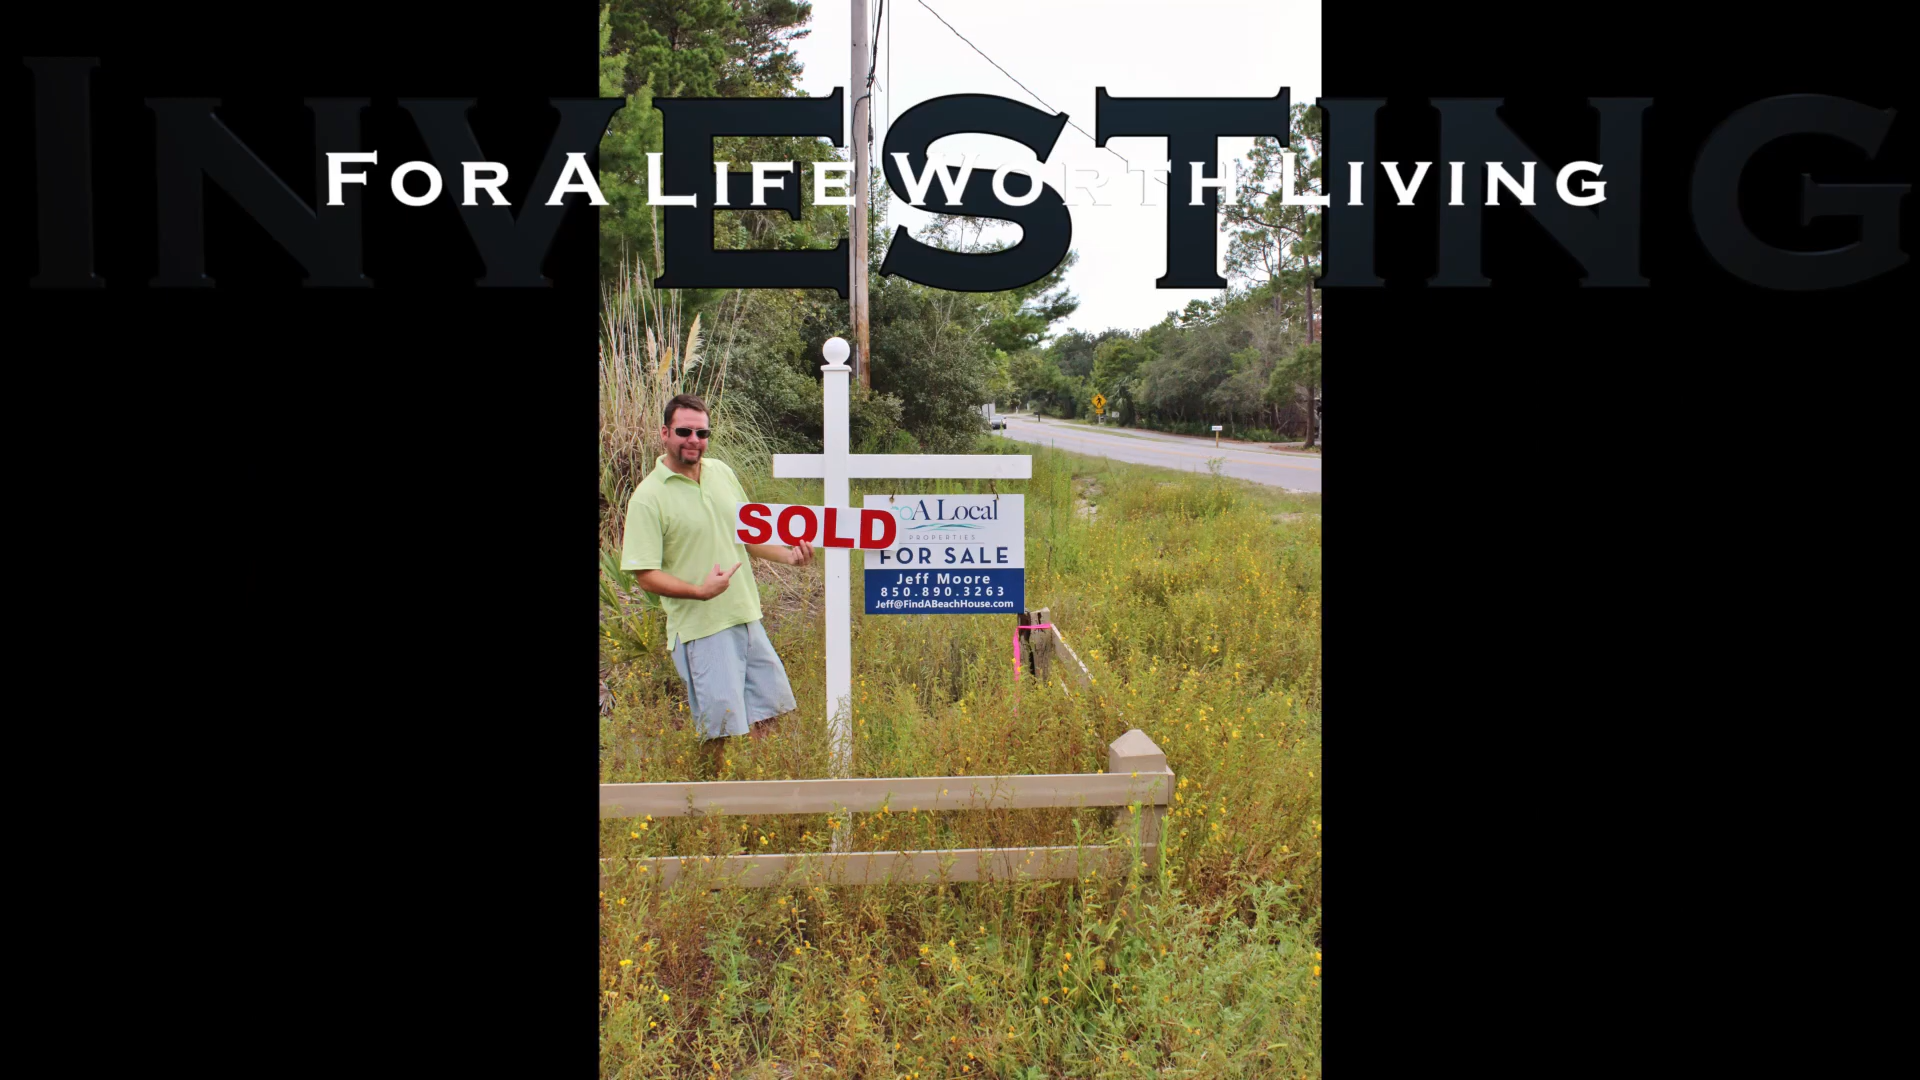 Investing
For A Life Worth Living
SOLD
A Local
PROPERTIES
FOR SALE
Jeff Moore
850.890.3263
Jeff@FindABeachHouse.com